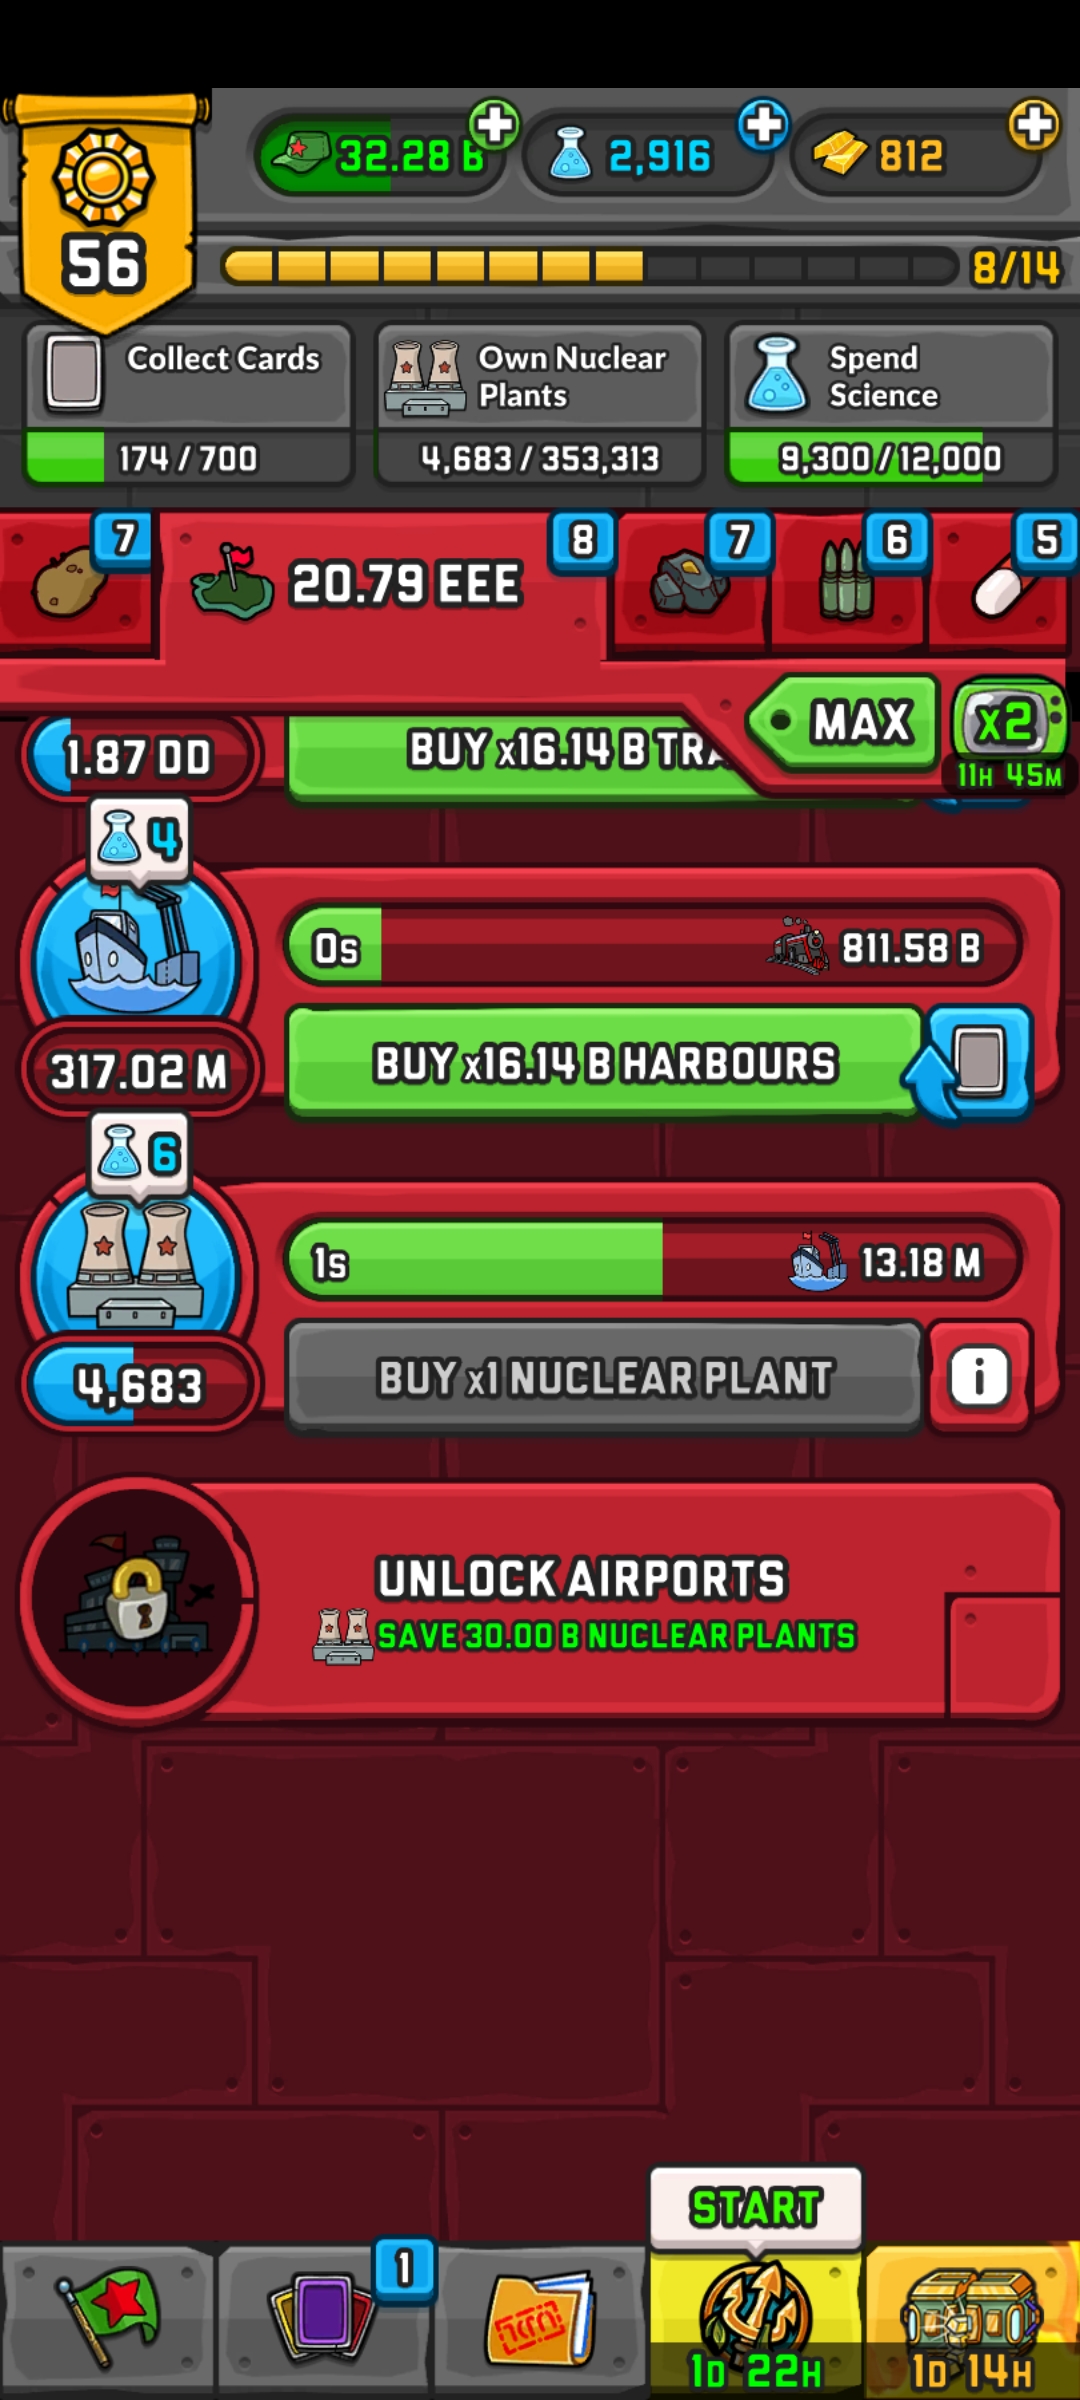 56
32.28 B
2,916
812
8/14
Collect Cards
174/700
Own Nuclear
Plants
4,683/353,313
Spend
Science
9,300/12,000
7
20.79 EEE
8
7
6
5
MAX
x2
11H 45M
1.87 DD
BUY x16.14 B TRA
4
0s
811.58 B
317.02 M
BUY x16.14 B HARBOURS
6
1s
13.18 M
4,683
BUY x1 NUCLEAR PLANT
i
UNLOCK AIRPORTS
SAVE 30.00 B NUCLEAR PLANTS
START
1
1D 22H
1D 14H